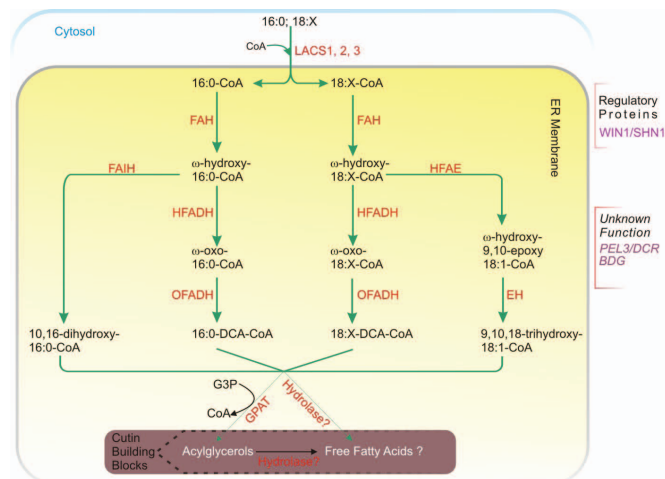 16:0; 18:X
Cytosol
CoA
LACS1, 2, 3
16:0-CoA
18:X-CoA
FAH
FAH
ER Membrane
Regulatory
Proteins
WIN1/SHN1
FAIH
ω-hydroxy-
16:0-CoA
ω-hydroxy-
18:X-CoA
HFAE
HFADH
HFADH
Unknown
Function
PEL3/DCR
BDG
ω-oxo-
16:0-CoA
ω-oxo-
18:X-CoA
ω-hydroxy-
9,10-epoxy
18:1-CoA
OFADH
OFADH
EH
10,16-dihydroxy-
16:0-CoA
16:0-DCA-CoA
18:X-DCA-CoA
9,10,18-trihydroxy-
18:1-CoA
G3P
CoA
GPAT
Hydrolase?
Cutin
Building
Blocks
Acylglycerols
Free Fatty Acids ?
Hydrolase?